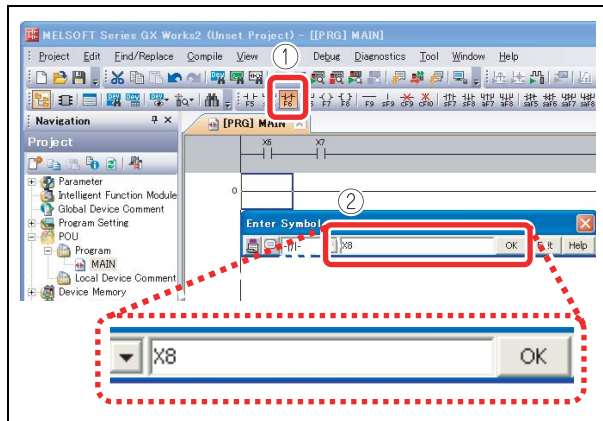 MELSOFT Series GX Works2 (Unset Project) - [[PRG] MAIN]
Project Edit Find/Replace Compile View Debug Diagnostics Tool Window Help
①
F5 F6 F7 F8 F9 sF9 cF9 cF10 sF7 sF8 aF7 aF8 saF5 saF6 saF7 saF8
Navigation
[PRG] MAIN
Project
X6 X7
Parameter
Intelligent Function Module
Global Device Comment
Program Setting
POU
Program
MAIN
Local Device Comment
Device Memory
0
②
Enter Symbol
X8 OK Help
X8 OK